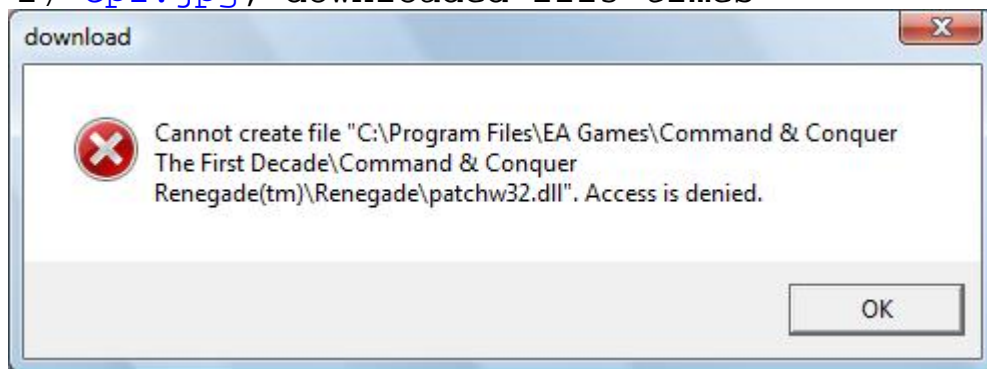 download
Cannot create file "C:\Program Files\EA Games\Command & Conquer
The First Decade\Command & Conquer
Renegade(tm)\Renegade\patchw32.dll". Access is denied.
OK